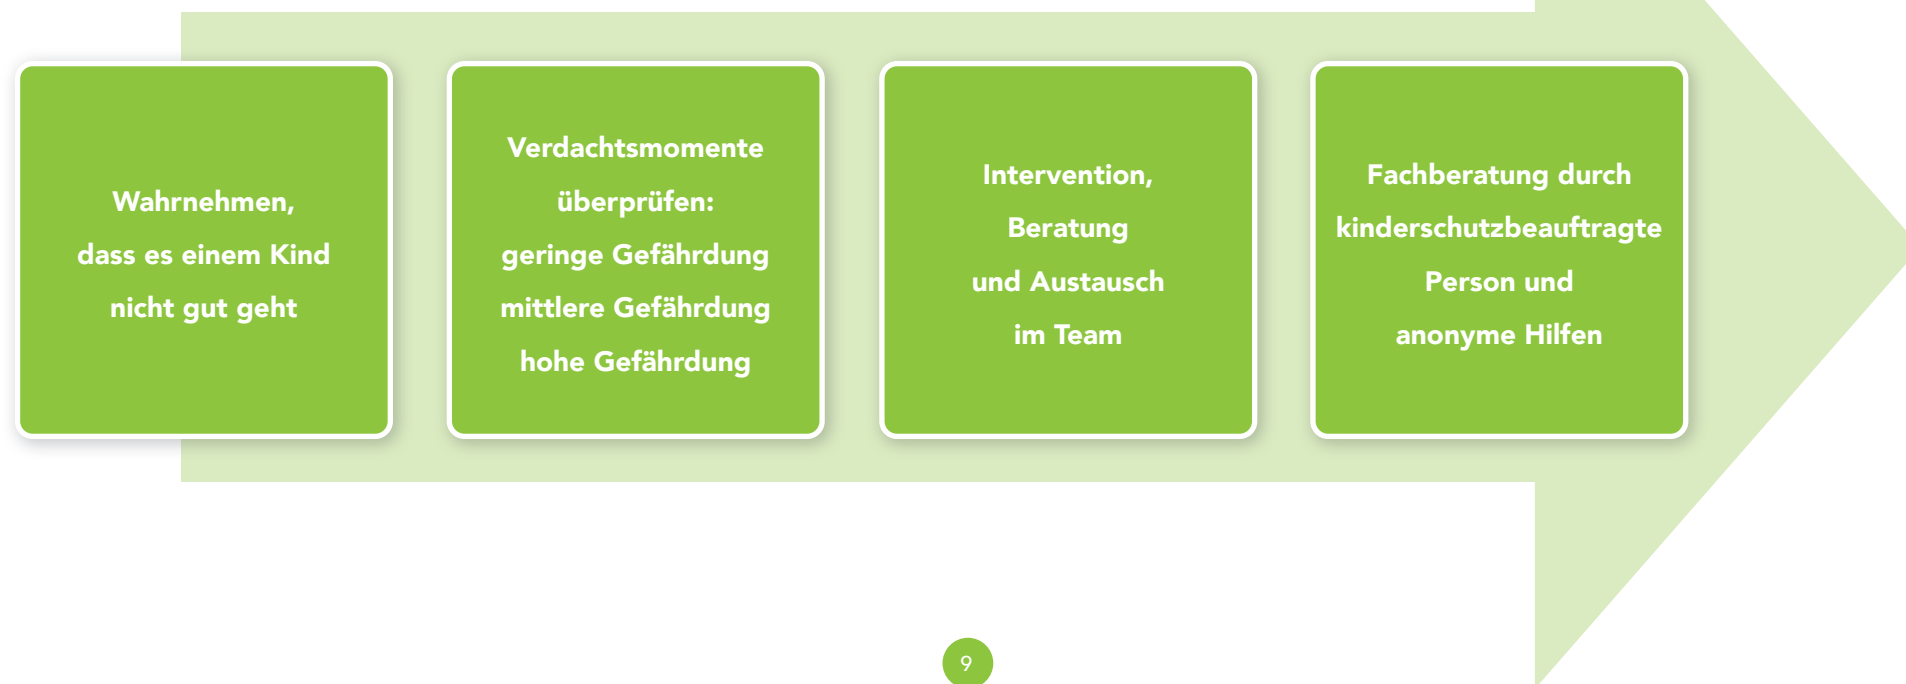 Wahrnehmen,
dass es einem Kind
nicht gut geht
Verdachtsmomente
überprüfen:
geringe Gefährdung
mittlere Gefährdung
hohe Gefährdung
Intervention,
Beratung
und Austausch
im Team
Fachberatung durch
kinderschutzbeauftragte
Person und
anonyme Hilfen
9